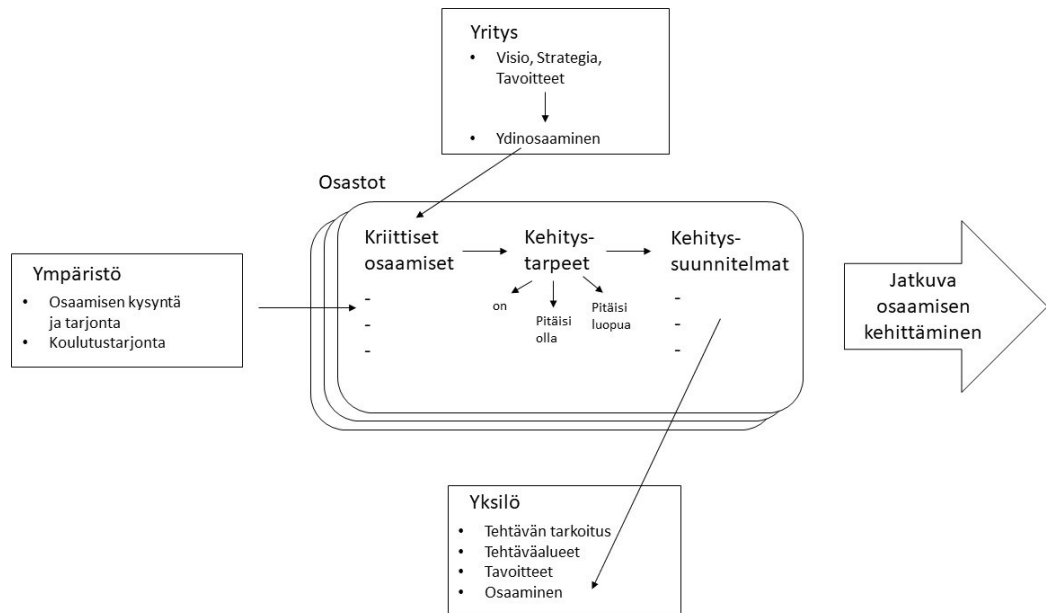 Yritys
• Visio, Strategia,
Tavoitteet
• Ydinosaaminen
Osastot
Kriittiset
osaamiset
-
-
-
Kehitys-
tarpeet
on
Pitäisi
olla
Pitäisi
luopua
Kehitys-
suunnitelmat
-
-
-
Ympäristö
• Osaamisen kysyntä
ja tarjonta
• Koulutustarjonta
Jatkuva
osaamisen
kehittäminen
Yksilö
• Tehtävän tarkoitus
• Tehtäväalueet
• Tavoitteet
• Osaaminen